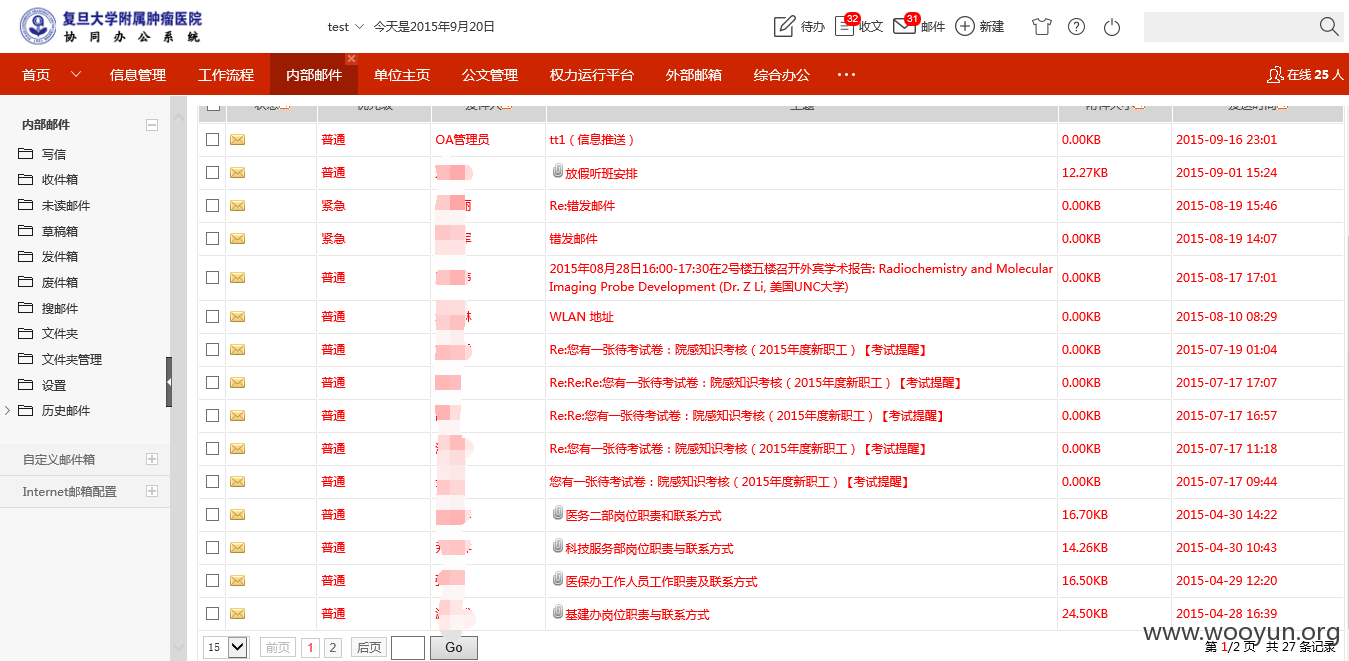 复旦大学附属肿瘤医院
协同办公系统
test 今天是2015年9月20日
待办 32 收文 31 邮件 新建
首页 信息管理 工作流程 内部邮件 单位主页 公文管理 权力运行平台 外部邮箱 综合办公 ··· 在线 25 人
内部邮件
写信
收件箱
未读邮件
草稿箱
发件箱
废件箱
搜邮件
文件夹
文件夹管理
设置
历史邮件
自定义邮件箱
Internet邮箱配置
状态 优先级 发件人 主题 附件大小 发送时间
普通 OA管理员 tt1（信息推送） 0.00KB 2015-09-16 23:01
普通 放假听班安排 12.27KB 2015-09-01 15:24
紧急 Re:错发邮件 0.00KB 2015-08-19 15:46
紧急 错发邮件 0.00KB 2015-08-19 14:07
普通 2015年08月28日16:00-17:30在2号楼五楼召开外宾学术报告: Radiochemistry and Molecular
Imaging Probe Development (Dr. Z Li, 美国UNC大学) 0.00KB 2015-08-17 17:01
普通 WLAN 地址 0.00KB 2015-08-10 08:29
普通 Re:您有一张待考试卷：院感知识考核（2015年度新职工）【考试提醒】 0.00KB 2015-07-19 01:04
普通 Re:Re:Re:您有一张待考试卷：院感知识考核（2015年度新职工）【考试提醒】 0.00KB 2015-07-17 17:07
普通 Re:Re:您有一张待考试卷：院感知识考核（2015年度新职工）【考试提醒】 0.00KB 2015-07-17 16:57
普通 Re:您有一张待考试卷：院感知识考核（2015年度新职工）【考试提醒】 0.00KB 2015-07-17 11:18
普通 您有一张待考试卷：院感知识考核（2015年度新职工）【考试提醒】 0.00KB 2015-07-17 09:44
普通 医务二部岗位职责和联系方式 16.70KB 2015-04-30 14:22
普通 科技服务部岗位职责与联系方式 14.26KB 2015-04-30 10:43
普通 医保办工作人员工作职责及联系方式 16.50KB 2015-04-29 12:20
普通 基建办岗位职责与联系方式 24.50KB 2015-04-28 16:39
15 前页 1 2 后页 Go
第 1/2 页 共 27 条记录
www.wooyun.org